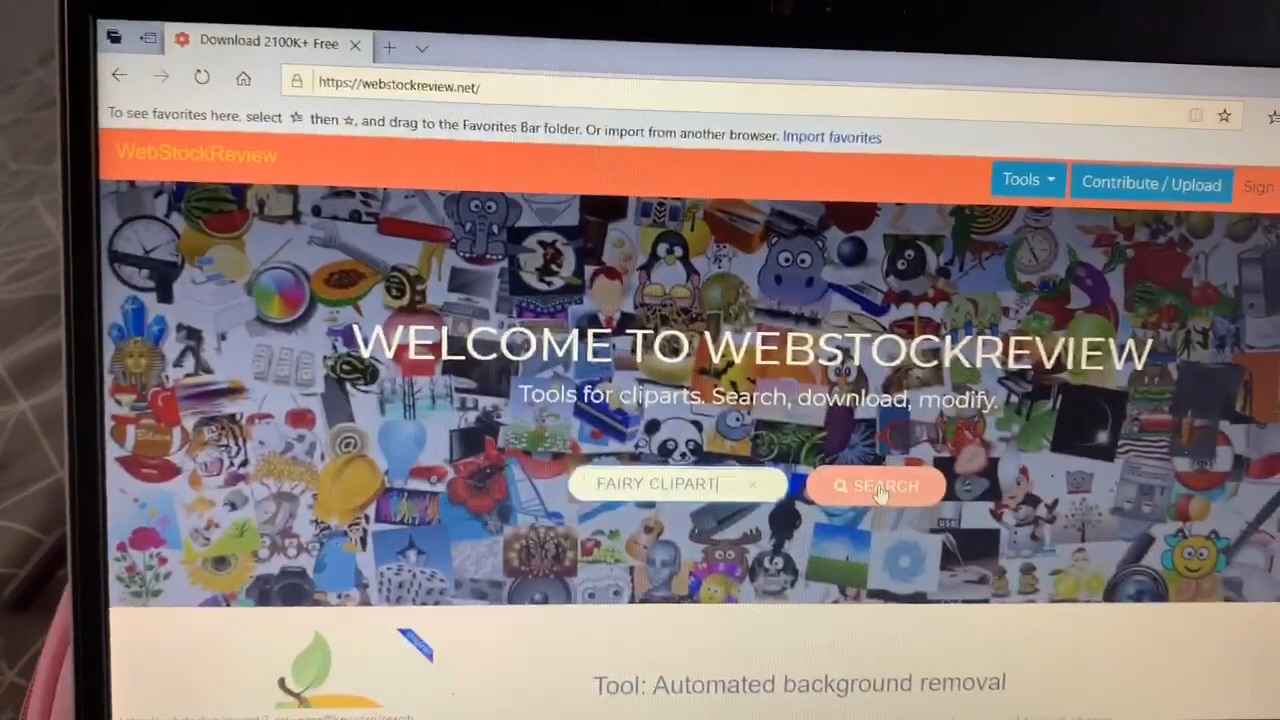 Download 2100K+ Free
https://webstockreview.net/
To see favorites here, select ☆ then ☆, and drag to the Favorites Bar folder. Or import from another browser. Import favorites
WebStockReview
Tools
Contribute / Upload
Sign
WELCOME TO WEBSTOCKREVIEW
Tools for cliparts. Search, download, modify.
FAIRY CLIPART
SEARCH
Tool: Automated background removal